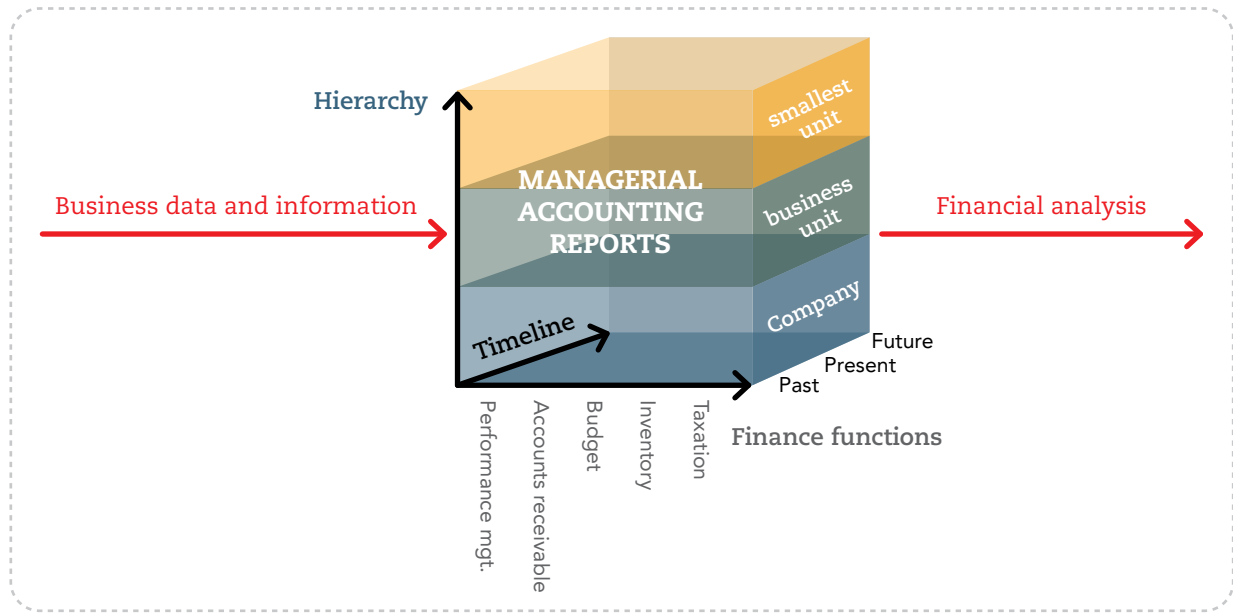 Hierarchy
smallest
unit
Business data and information
MANAGERIAL
ACCOUNTING
REPORTS
business
unit
Financial analysis
Company
Timeline
Future
Present
Past
Performance mgt.
Accounts receivable
Budget
Inventory
Taxation
Finance functions